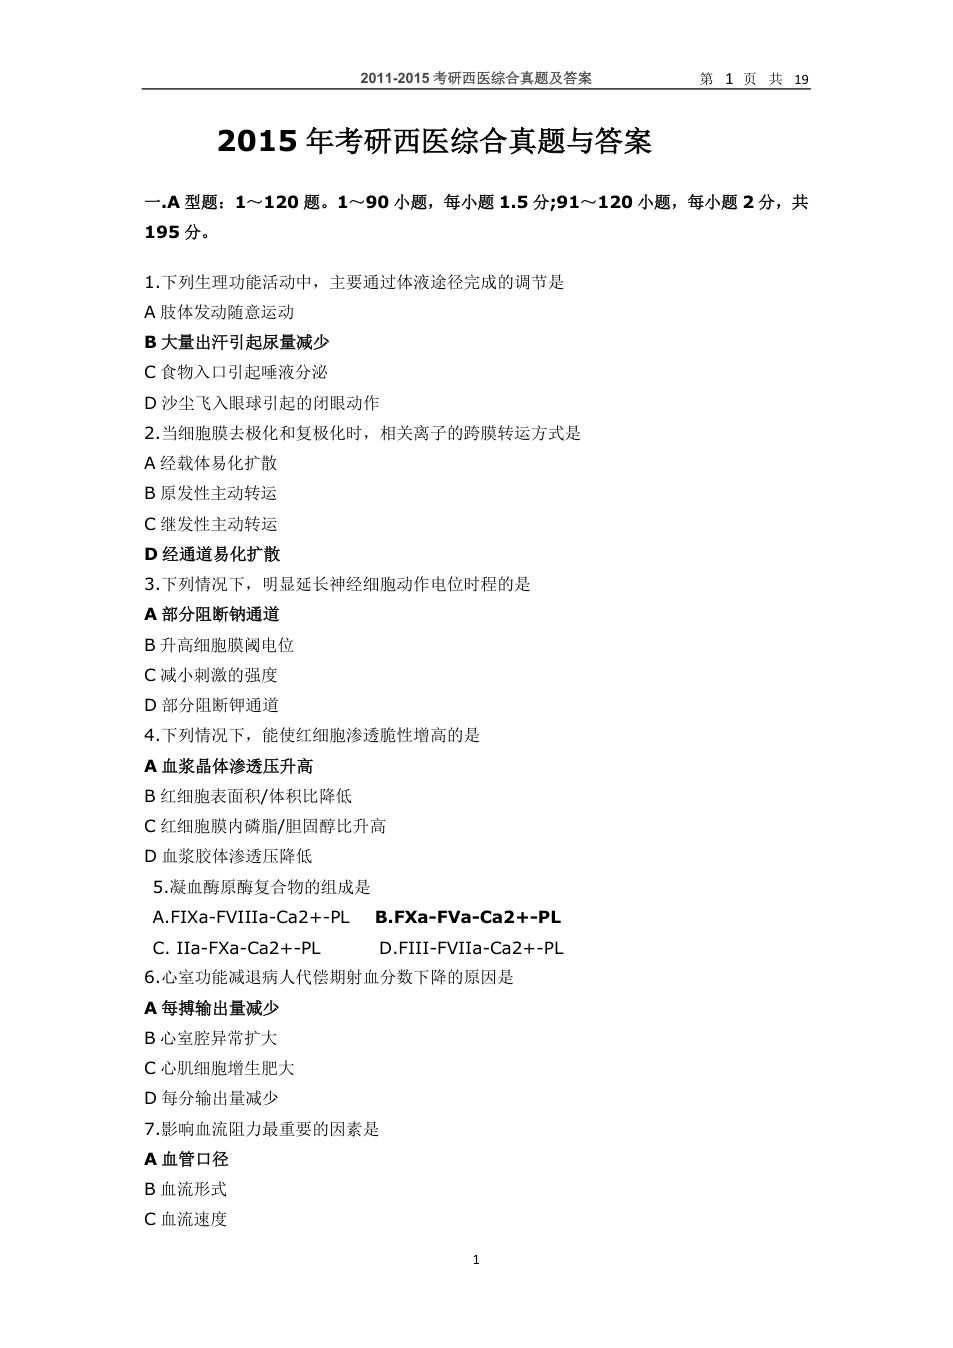 2011-2015 考研西医综合真题及答案 第 1 页 共 19
2015 年考研西医综合真题与答案
一.A 型题：1～120 题。1～90 小题，每小题 1.5 分;91～120 小题，每小题 2 分，共
195 分。
1.下列生理功能活动中，主要通过体液途径完成的调节是
A 肢体发动随意运动
B 大量出汗引起尿量减少
C 食物入口引起唾液分泌
D 沙尘飞入眼球引起的闭眼动作
2.当细胞膜去极化和复极化时，相关离子的跨膜转运方式是
A 经载体易化扩散
B 原发性主动转运
C 继发性主动转运
D 经通道易化扩散
3.下列情况下，明显延长神经细胞动作电位时程的是
A 部分阻断钠通道
B 升高细胞膜阈电位
C 减小刺激的强度
D 部分阻断钾通道
4.下列情况下，能使红细胞渗透脆性增高的是
A 血浆晶体渗透压升高
B 红细胞表面积/体积比降低
C 红细胞膜内磷脂/胆固醇比升高
D 血浆胶体渗透压降低
5.凝血酶原酶复合物的组成是
A.FIXa-FVIIIa-Ca2+-PL B.FXa-FVa-Ca2+-PL
C. IIa-FXa-Ca2+-PL D.FIII-FVIIa-Ca2+-PL
6.心室功能减退病人代偿期射血分数下降的原因是
A 每搏输出量减少
B 心室腔异常扩大
C 心肌细胞增生肥大
D 每分输出量减少
7.影响血流阻力最重要的因素是
A 血管口径
B 血流形式
C 血流速度
1